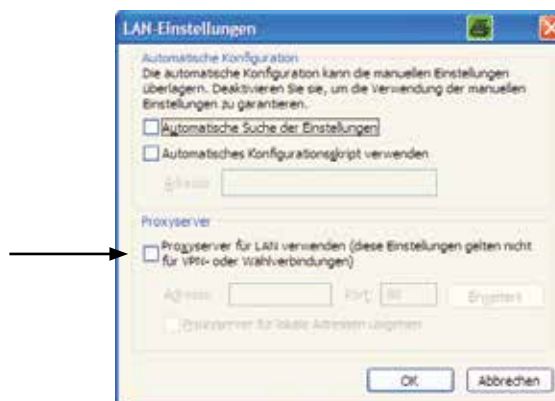 LAN-Einstellungen
Automatische Konfiguration
Die automatische Konfiguration kann die manuellen Einstellungen
überlagern. Deaktivieren Sie sie, um die Verwendung der manuellen
Einstellungen zu garantieren.
Automatische Suche der Einstellungen
Automatisches Konfigurationsskript verwenden
Adresse
Proxyserver
Proxyserver für LAN verwenden (diese Einstellungen gelten nicht
für VPN- oder Wählverbindungen)
Adresse: Port: 80 Erweitert
Proxyserver für lokale Adressen umgehen
OK Abbrechen